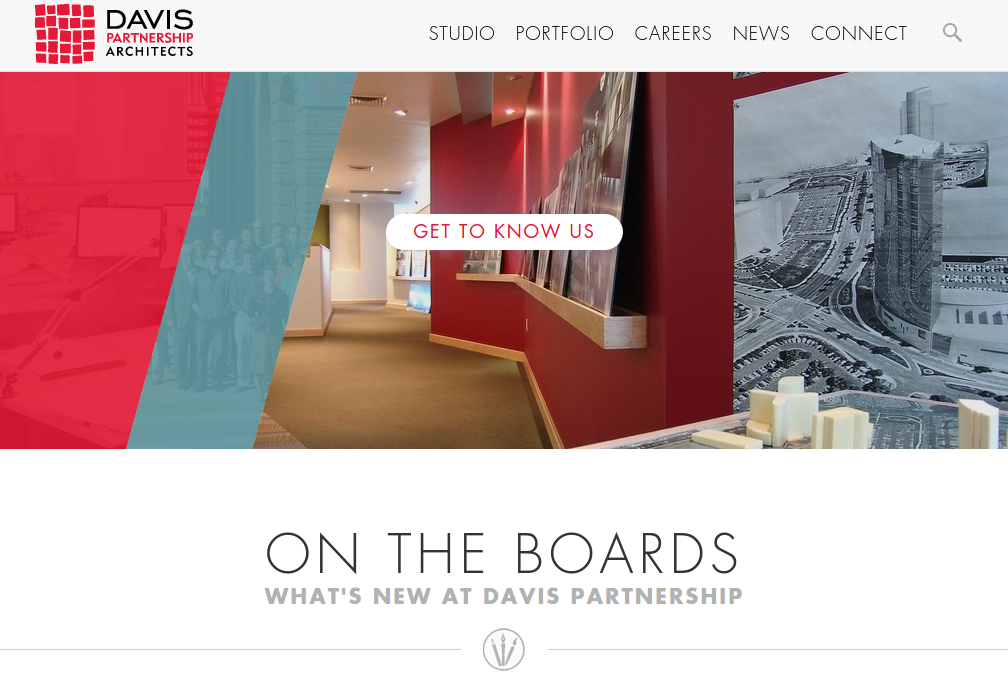 DAVIS
PARTNERSHIP
ARCHITECTS
STUDIO PORTFOLIO CAREERS NEWS CONNECT
GET TO KNOW US
ON THE BOARDS
WHAT'S NEW AT DAVIS PARTNERSHIP